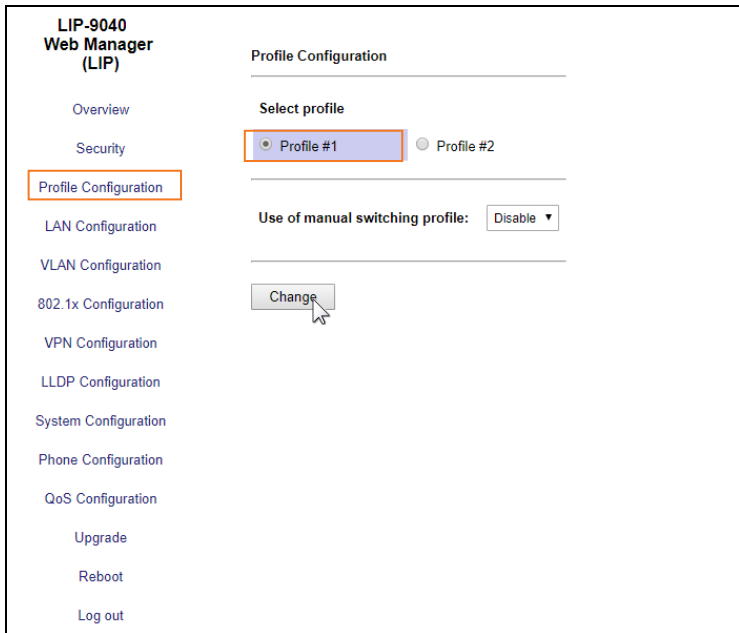 LIP-9040
Web Manager
(LIP)
Overview
Security
Profile Configuration
LAN Configuration
VLAN Configuration
802.1x Configuration
VPN Configuration
LLDP Configuration
System Configuration
Phone Configuration
QoS Configuration
Upgrade
Reboot
Log out
Profile Configuration
Select profile
Profile #1 Profile #2
Use of manual switching profile: Disable
Change